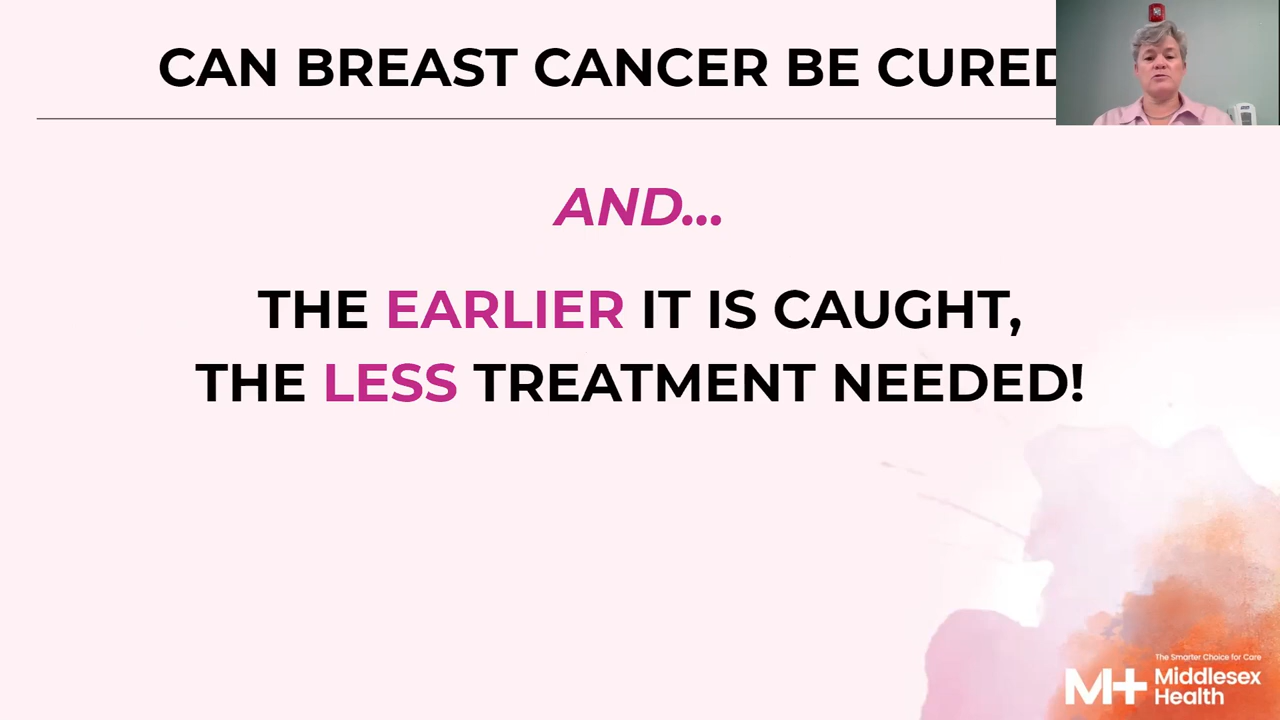 CAN BREAST CANCER BE CURED
AND...
THE EARLIER IT IS CAUGHT,
THE LESS TREATMENT NEEDED!
The Smarter Choice for Care
M+ Middlesex
Health